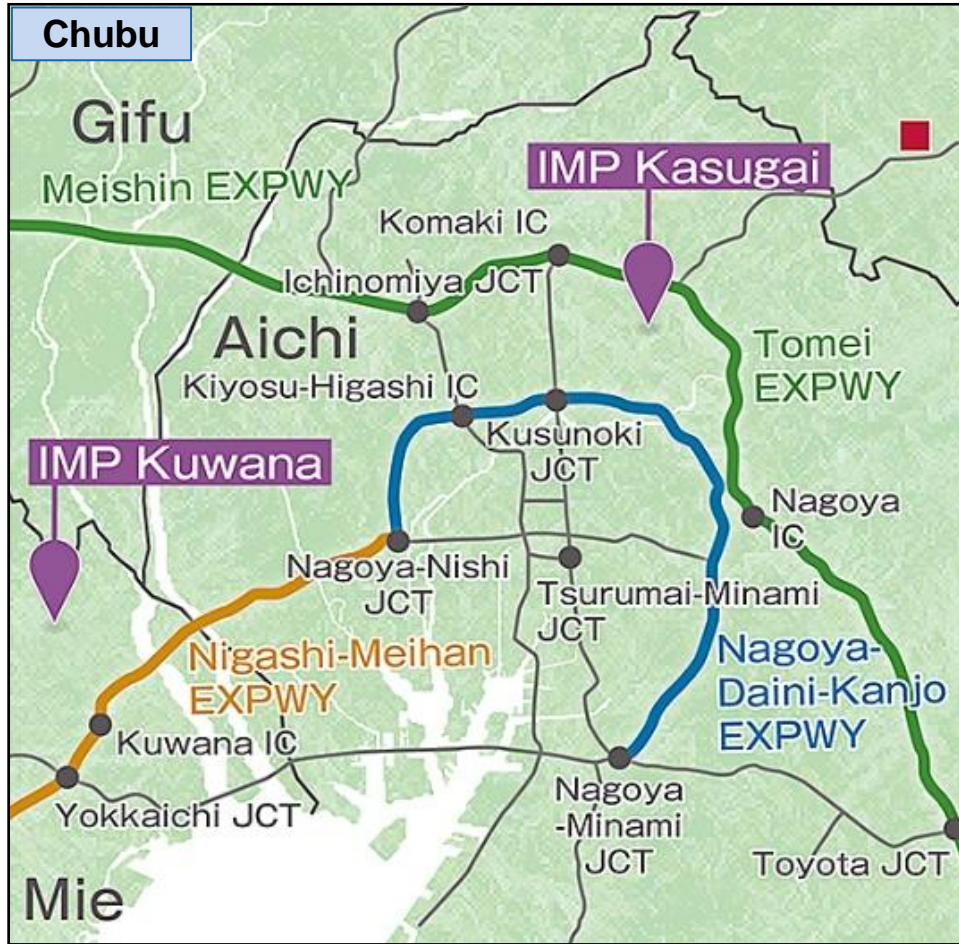 Chubu
Gifu
Meishin EXPWY
IMP Kasugai
Komaki IC
Ichinomiya JCT
Aichi
Tomei
EXPWY
Kiyosu-Higashi IC
Kusunoki
JCT
IMP Kuwana
Nagoya
IC
Nagoya-Nishi
JCT
Tsurumai-Minami
JCT
Nigashi-Meihan
EXPWY
Nagoya-
Daini-Kanjo
EXPWY
Kuwana IC
Yokkaichi JCT
Nagoya
-Minami
JCT
Toyota JCT
Mie